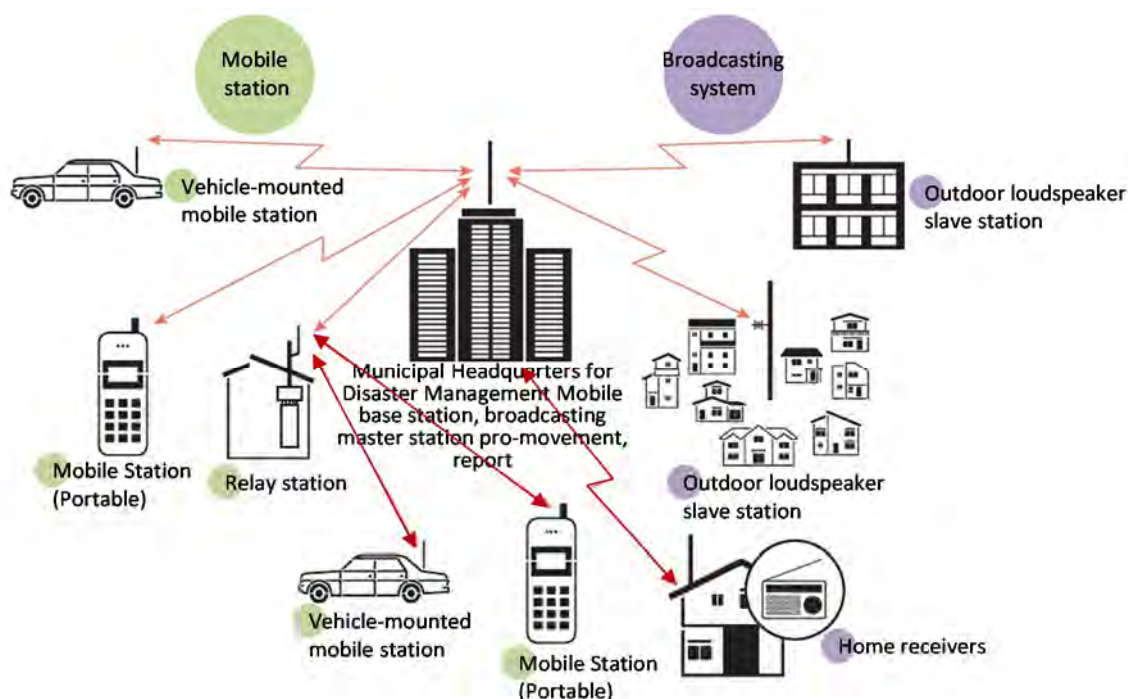 Mobile
station
Broadcasting
system
Vehicle-mounted
mobile station
Outdoor loudspeaker
slave station
Municipal Headquarters for
Disaster Management Mobile
base station, broadcasting
master station pro-movement,
report
Mobile Station
(Portable)
Relay station
Outdoor loudspeaker
slave station
Vehicle-mounted
mobile station
Mobile Station
(Portable)
Home receivers